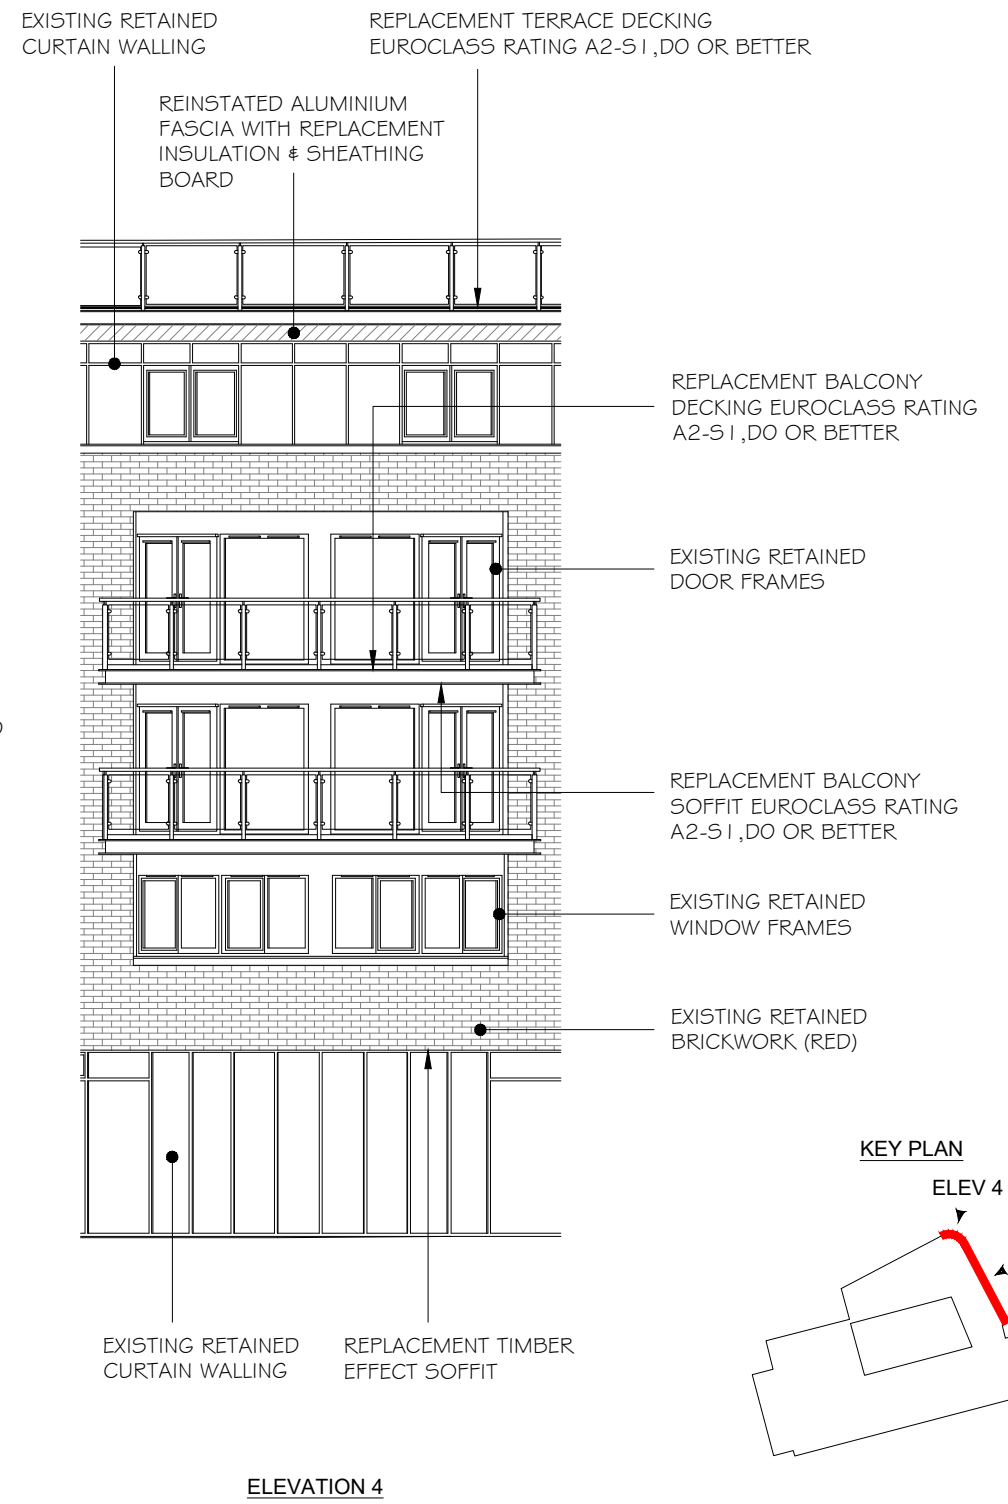 EXISTING RETAINED
CURTAIN WALLING
REPLACEMENT TERRACE DECKING
EUROCLASS RATING A2-S1,D0 OR BETTER
REINSTATED ALUMINIUM
FASCIA WITH REPLACEMENT
INSULATION & SHEATHING
BOARD
REPLACEMENT BALCONY
DECKING EUROCLASS RATING
A2-S1,D0 OR BETTER
EXISTING RETAINED
DOOR FRAMES
REPLACEMENT BALCONY
SOFFIT EUROCLASS RATING
A2-S1,D0 OR BETTER
EXISTING RETAINED
WINDOW FRAMES
EXISTING RETAINED
BRICKWORK (RED)
KEY PLAN
ELEV 4
EXISTING RETAINED
CURTAIN WALLING
REPLACEMENT TIMBER
EFFECT SOFFIT
ELEVATION 4